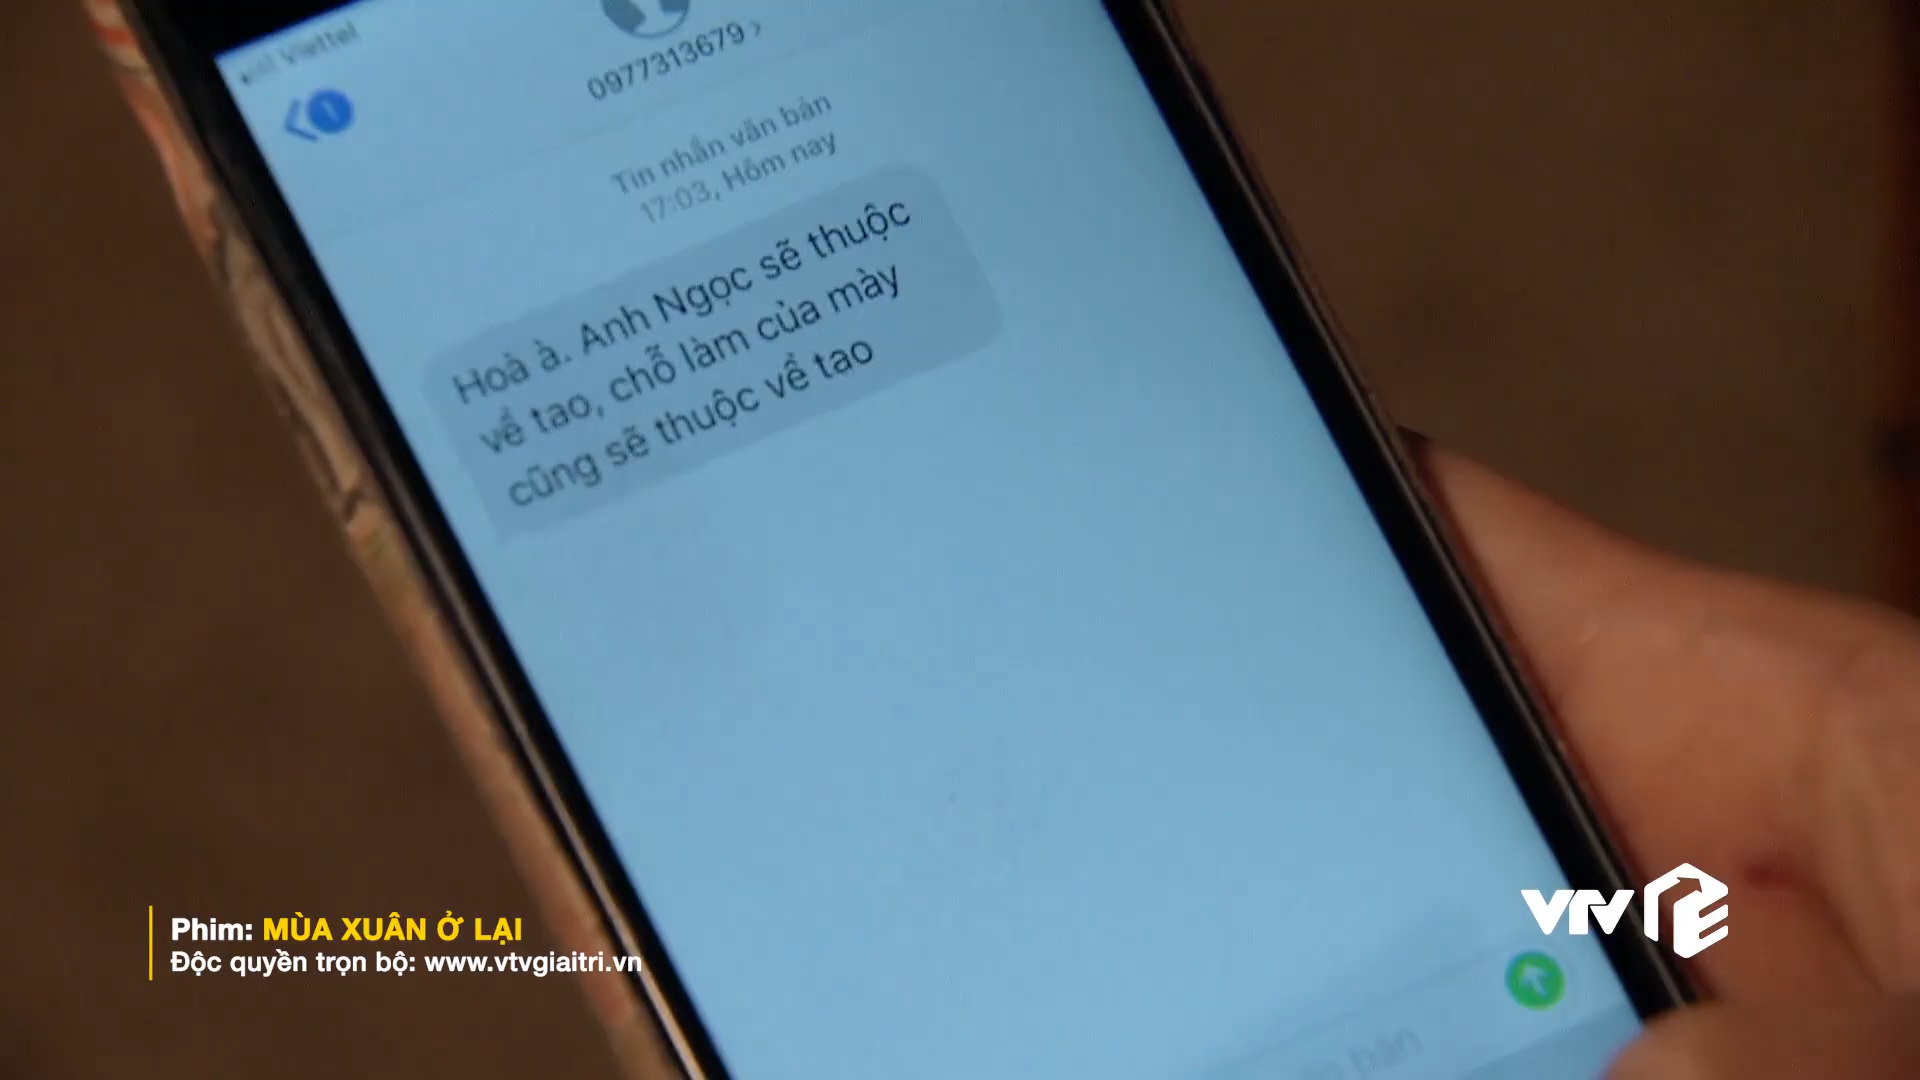 Viettel
0977313679 >
1
Tin nhắn văn bản
17:03, Hôm nay
Hoà à. Anh Ngọc sẽ thuộc
về tao, chỗ làm của mày
cũng sẽ thuộc về tao
nhắn
Phim: MÙA XUÂN Ở LẠI
Độc quyền trọn bộ: www.vtvgiaitri.vn
VTV